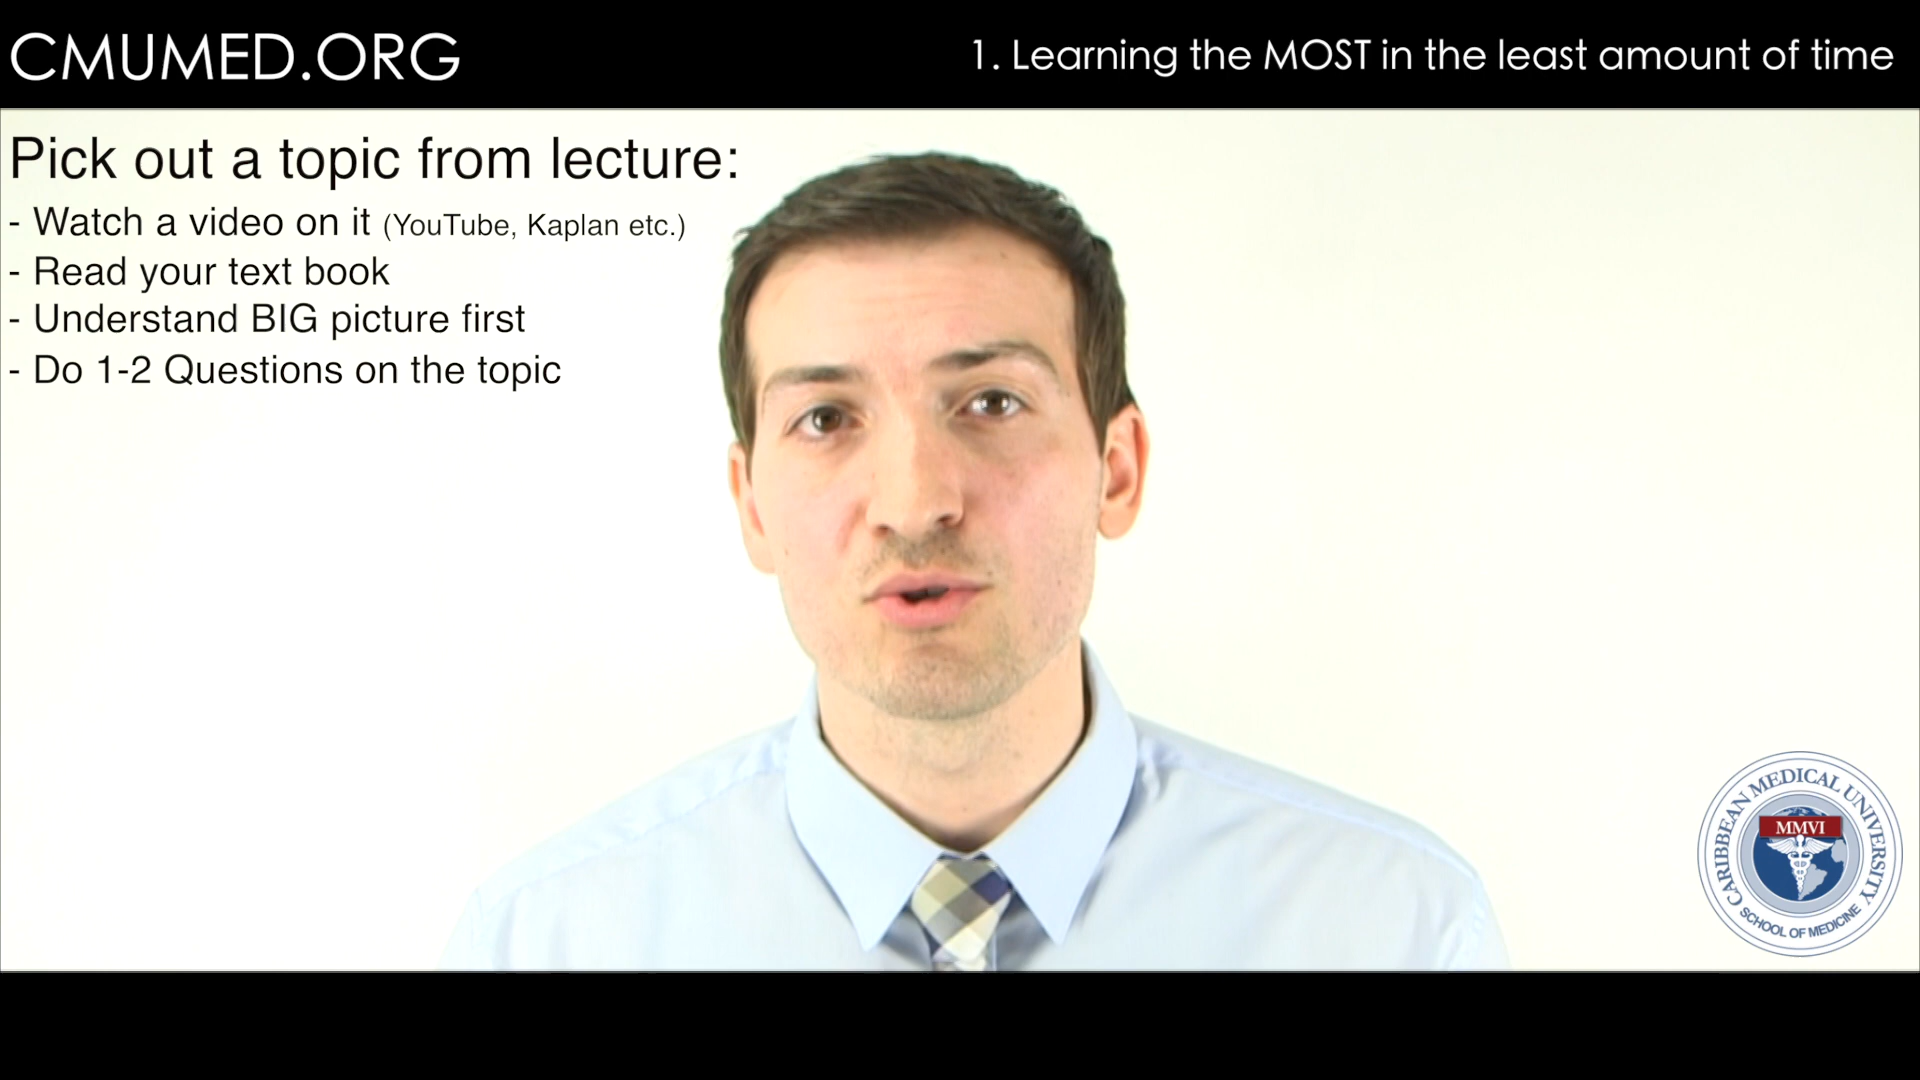 CMUMED.ORG
1. Learning the MOST in the least amount of time
Pick out a topic from lecture:
- Watch a video on it (YouTube, Kaplan etc.)
- Read your text book
- Understand BIG picture first
- Do 1-2 Questions on the topic
CARIBBEAN MEDICAL UNIVERSITY
MMVI
SCHOOL OF MEDICINE